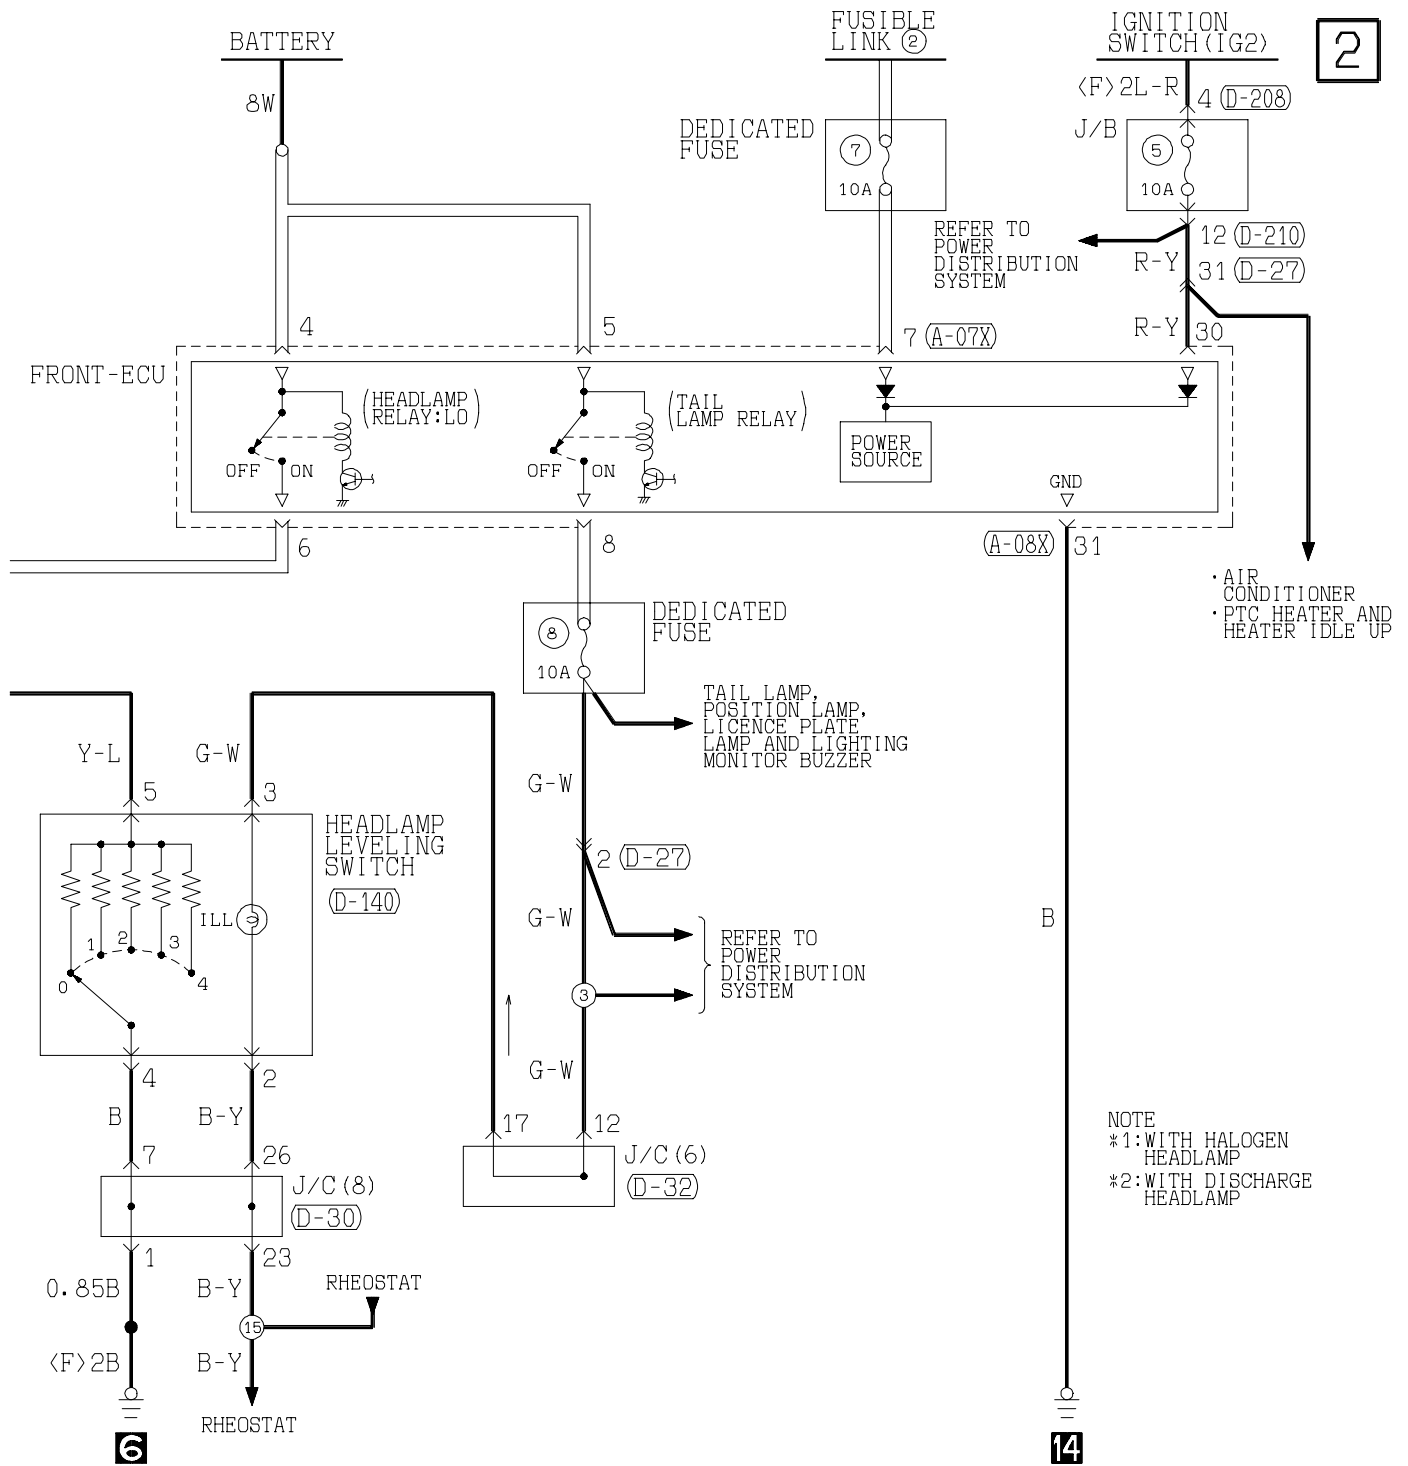 BATTERY
FUSIBLE
LINK 2
IGNITION
SWITCH(IG2)
2
8W
<F>2L-R
4 D-208
DEDICATED
FUSE
7
10A
J/B
5
10A
REFER TO
POWER
DISTRIBUTION
SYSTEM
12 D-210
R-Y
31 D-27
4
5
7 A-07X
R-Y
30
FRONT-ECU
(HEADLAMP
RELAY:LO)
(TAIL
LAMP RELAY)
OFF
ON
OFF
ON
POWER
SOURCE
GND
6
8
A-08X
31
·AIR
CONDITIONER
·PTC HEATER AND
HEATER IDLE UP
8
10A
DEDICATED
FUSE
TAIL LAMP,
POSITION LAMP,
LICENCE PLATE
LAMP AND LIGHTING
MONITOR BUZZER
Y-L
G-W
G-W
5
3
HEADLAMP
LEVELING
SWITCH
D-140
2 D-27
ILL
0
1
2
3
4
G-W
B
REFER TO
POWER
DISTRIBUTION
SYSTEM
3
G-W
4
2
B
B-Y
7
26
17
12
J/C(6)
D-32
J/C(8)
D-30
NOTE
*1:WITH HALOGEN
HEADLAMP
*2:WITH DISCHARGE
HEADLAMP
1
23
0.85B
B-Y
RHEOSTAT
15
<F>2B
B-Y
RHEOSTAT
6
14